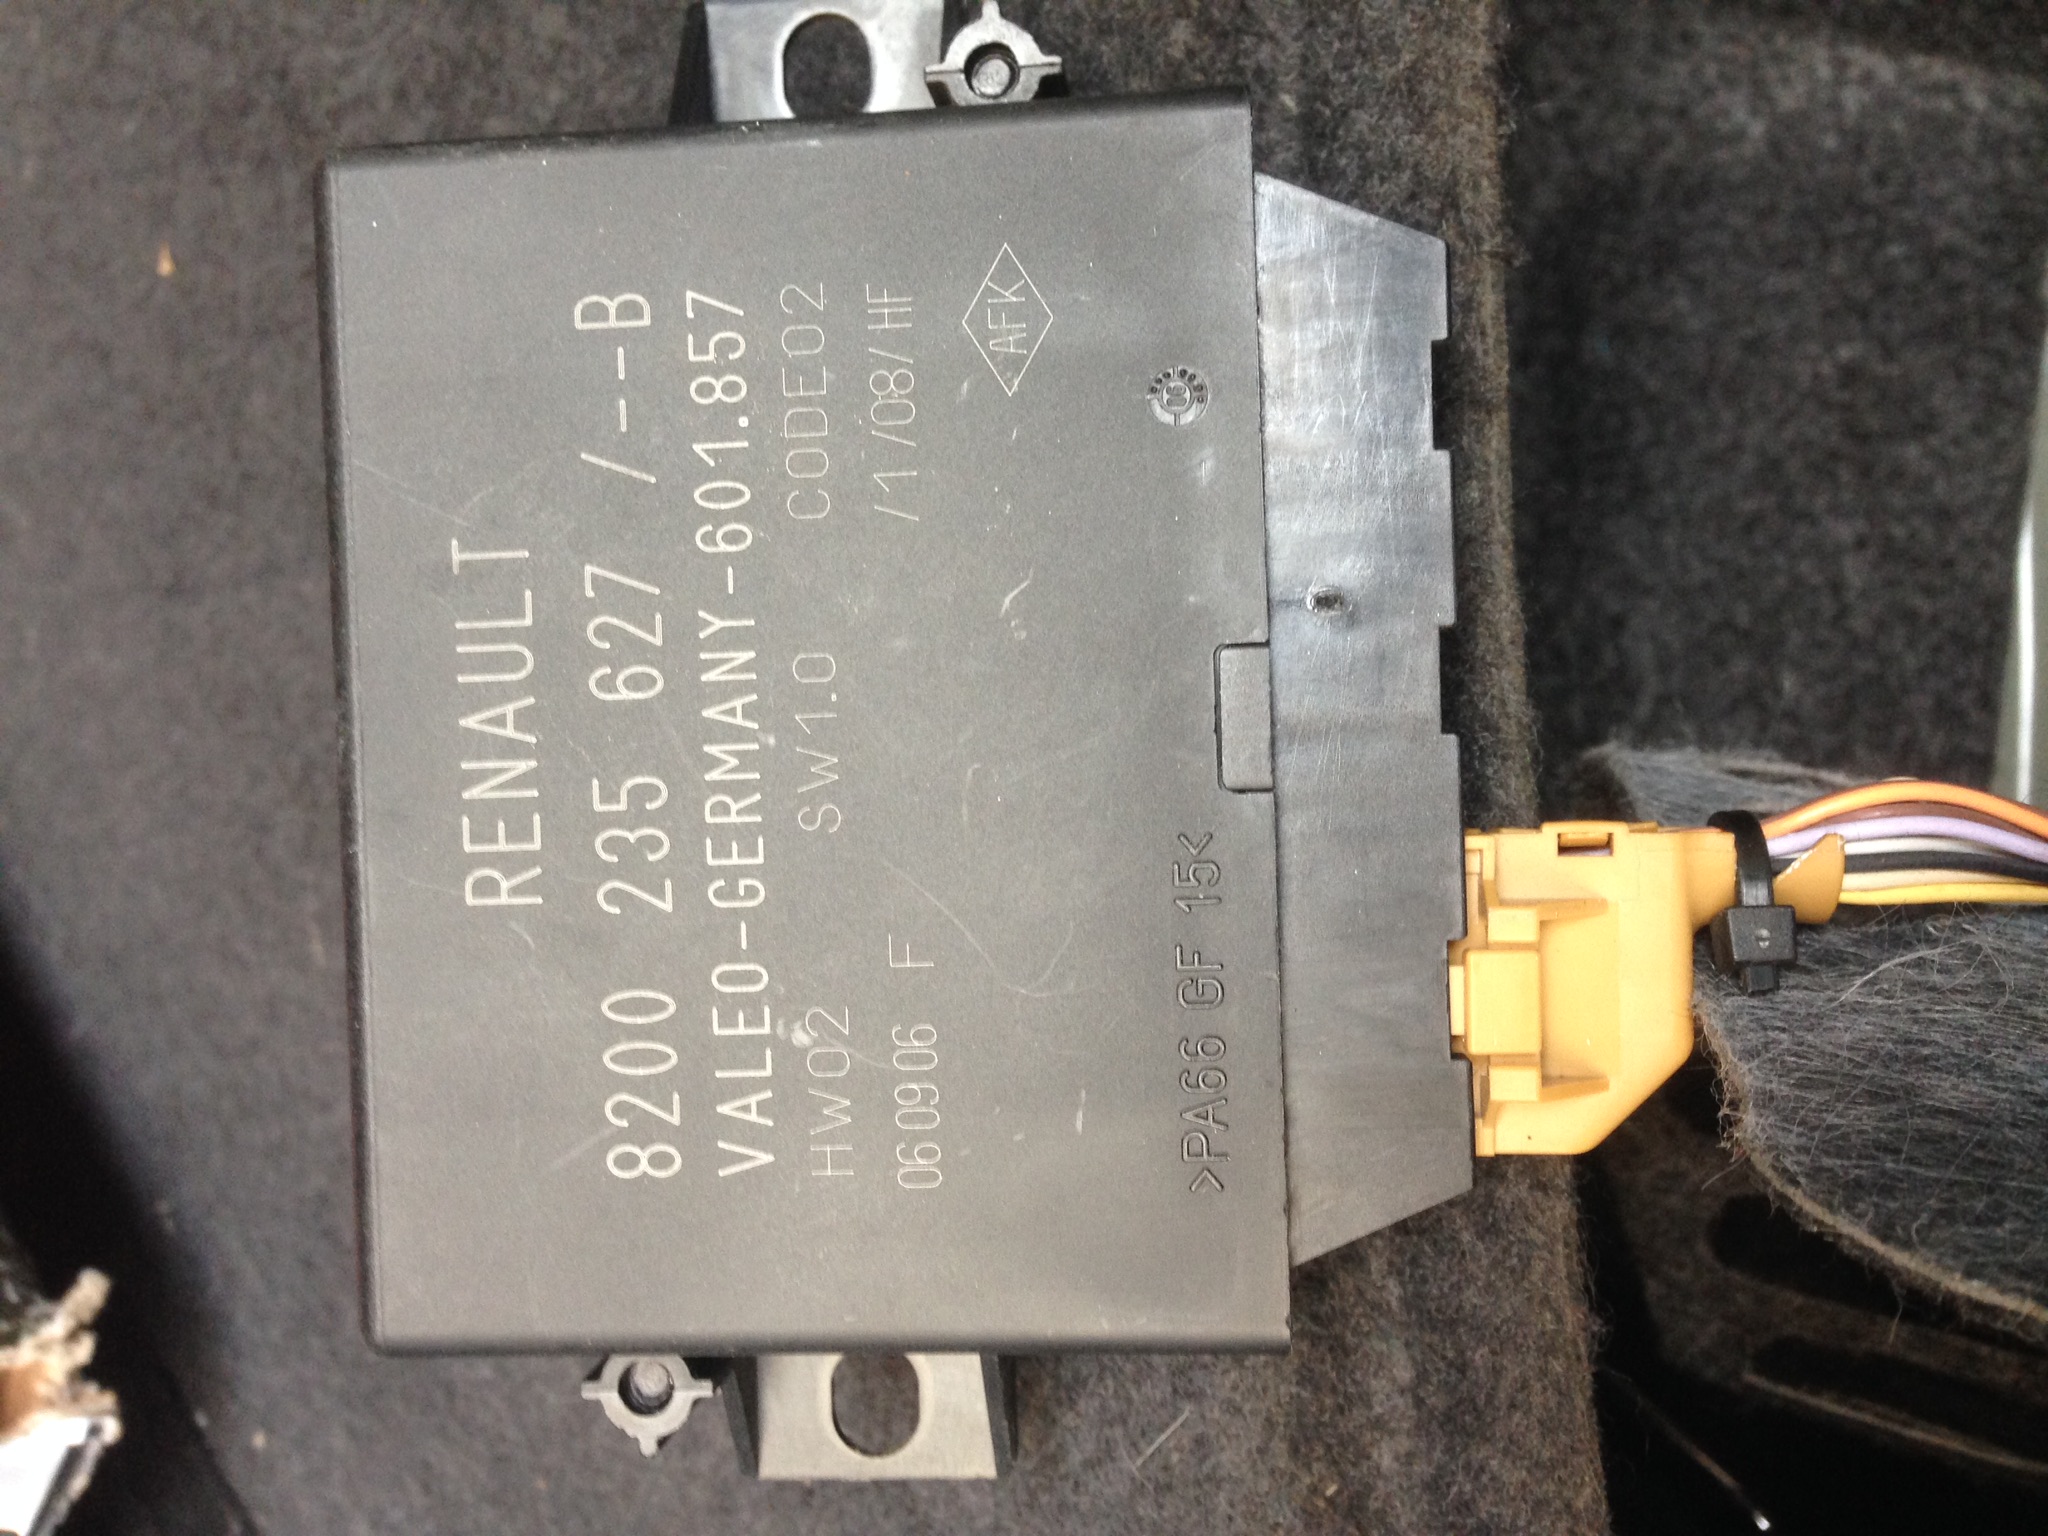 RENAULT
8200 235 627 /--B
VALEO-GERMANY-601.857
HW02 SW1.0 CODE02
060906 F /1/08/HF
AFK
>PA66 GF 15<
06